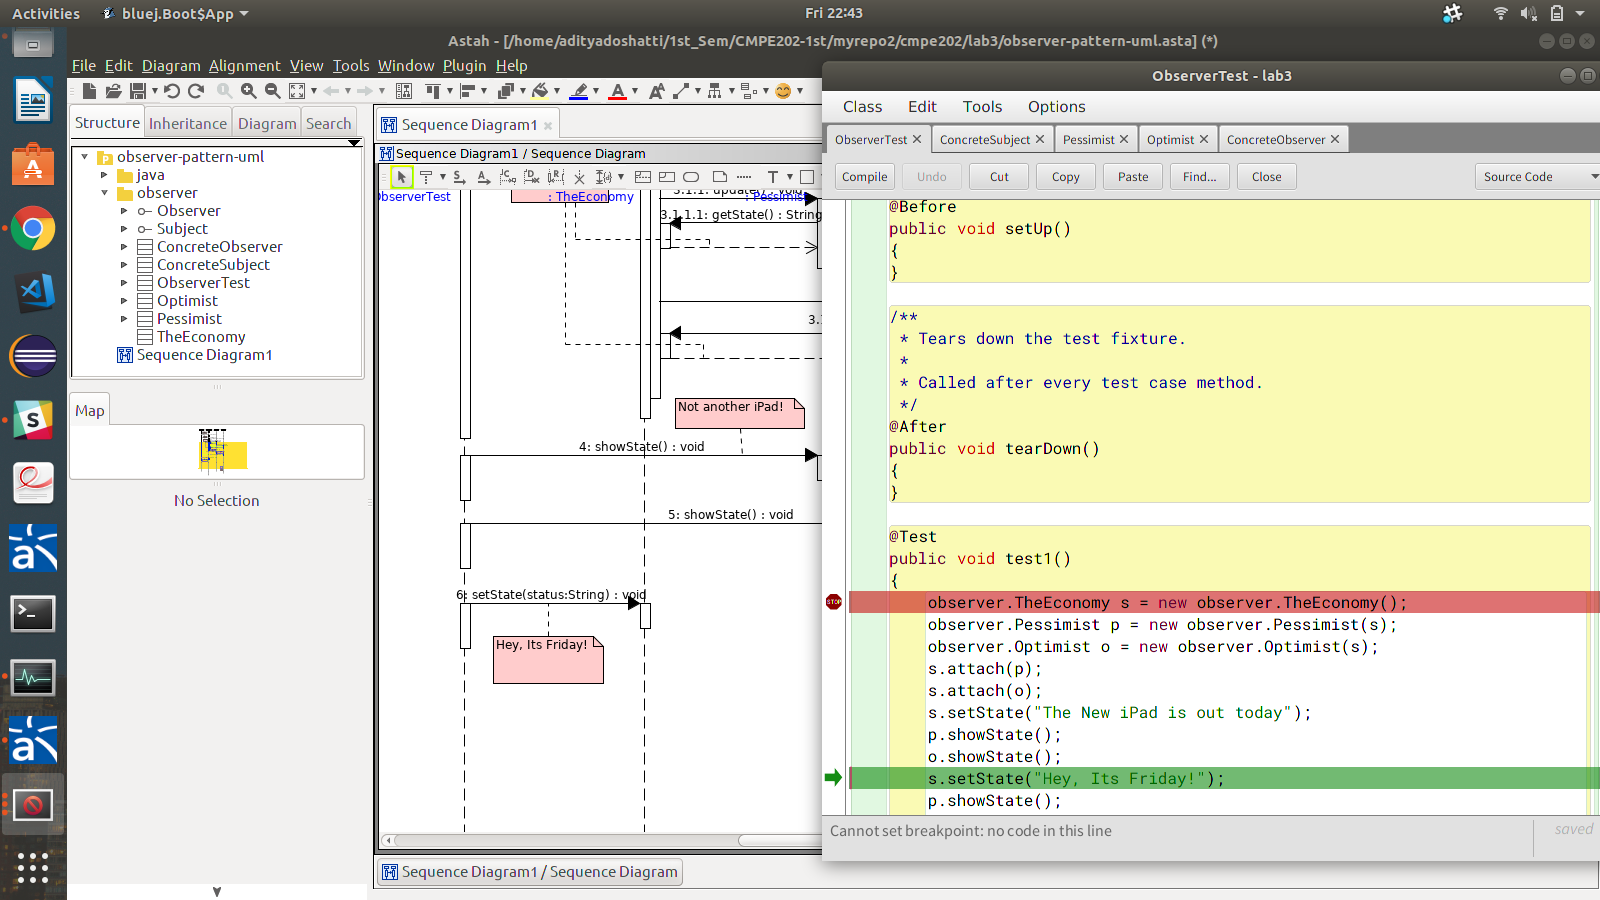 Activities
bluej.Boot$App
Fri 22:43
Astah - [/home/adityadoshatti/1st_Sem/CMPE202-1st/myrepo2/cmpe202/lab3/observer-pattern-uml.asta] (*)
File Edit Diagram Alignment View Tools Window Plugin Help
Structure Inheritance Diagram Search
observer-pattern-uml
java
observer
Observer
Subject
ConcreteObserver
ConcreteSubject
ObserverTest
Optimist
Pessimist
TheEconomy
Sequence Diagram1
Map
No Selection
Sequence Diagram1
Sequence Diagram1 / Sequence Diagram
ObserverTest
: TheEconomy
: Pessimist
3.1.1: update() : void
3.1.1.1: getState() : String
Not another iPad!
4: showState() : void
5: showState() : void
6: setState(status:String) : void
Hey, Its Friday!
Sequence Diagram1 / Sequence Diagram
ObserverTest - lab3
Class Edit Tools Options
ObserverTest ConcreteSubject Pessimist Optimist ConcreteObserver
Compile Undo Cut Copy Paste Find... Close Source Code
@Before
public void setUp()
{
}
/**
* Tears down the test fixture.
*
* Called after every test case method.
*/
@After
public void tearDown()
{
}
@Test
public void test1()
{
STOP
observer.TheEconomy s = new observer.TheEconomy();
observer.Pessimist p = new observer.Pessimist(s);
observer.Optimist o = new observer.Optimist(s);
s.attach(p);
s.attach(o);
s.setState("The New iPad is out today");
p.showState();
o.showState();
s.setState("Hey, Its Friday!");
p.showState();
Cannot set breakpoint: no code in this line
saved